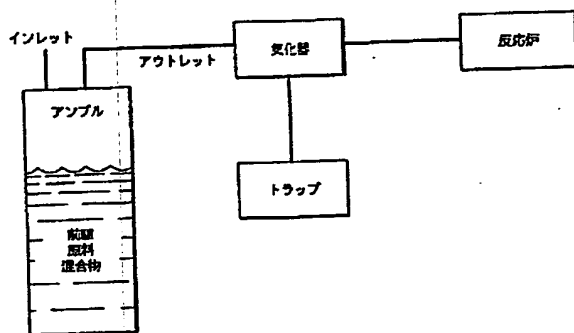 インレット
アウトレット
気化器
反応炉
アンプル
トラップ
前駆
原料
混合物